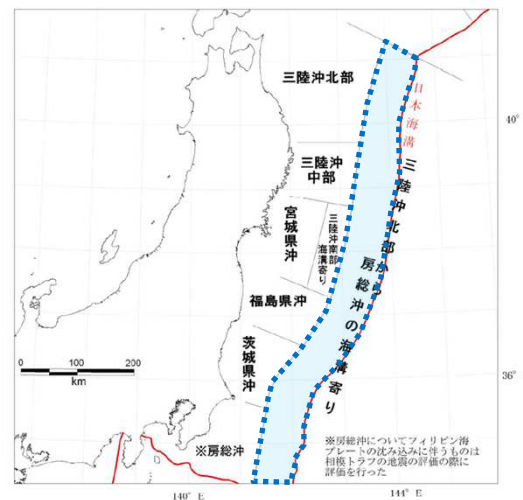 三陸沖北部
日本海溝
40°
三陸沖
中部
三陸沖北部から
房総沖の海溝寄り
宮城県沖
三陸沖南部
海溝寄り
福島県沖
茨城県沖
0 100 200
km
36°
※房総沖
※房総沖についてフィリピン海
プレートの沈み込みに伴うものは
相模トラフの地震の評価の際に
評価を行った
140° E
144° E